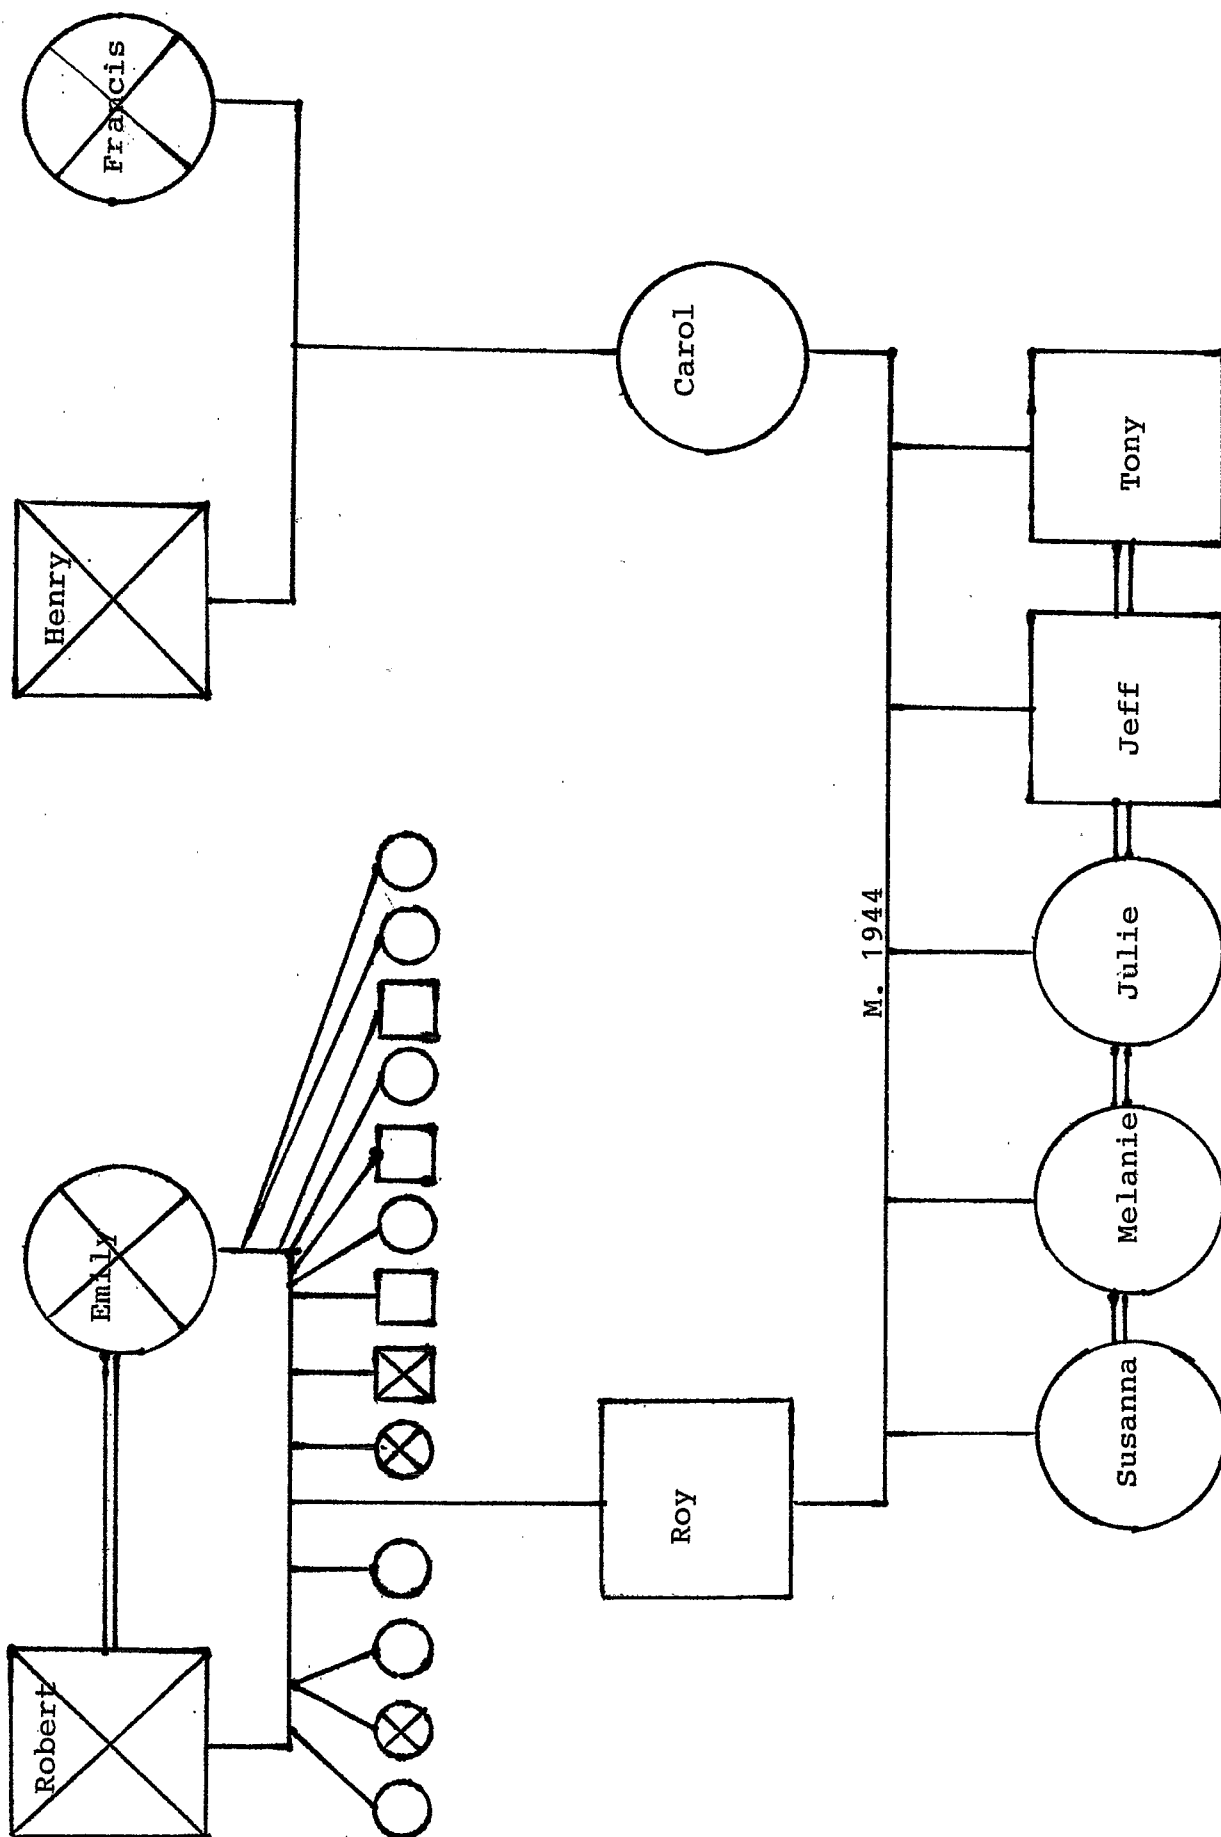 Robert
Emily
Henry
Francis
Roy
Carol
M. 1944
Susanna
Melanie
Julie
Jeff
Tony